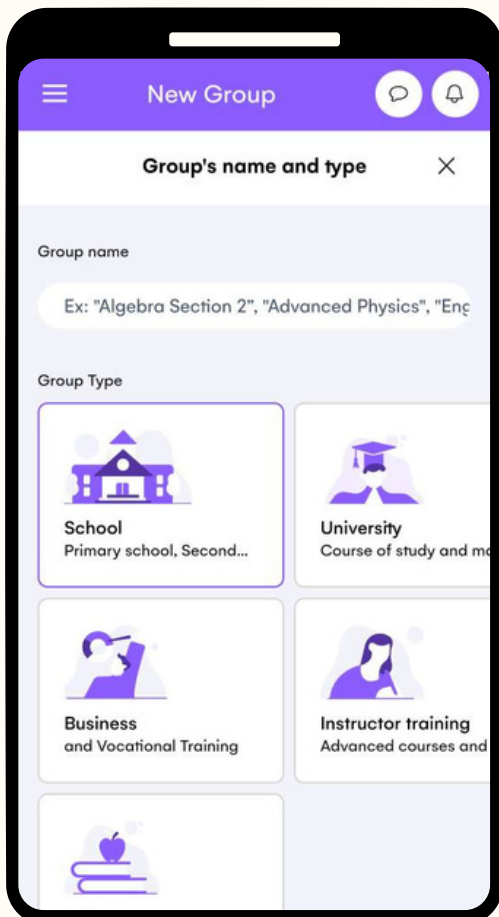 New Group
Group's name and type
Group name
Ex: "Algebra Section 2", "Advanced Physics", "Eng
Group Type
School
Primary school, Second...
University
Course of study and mo
Business
and Vocational Training
Instructor training
Advanced courses and